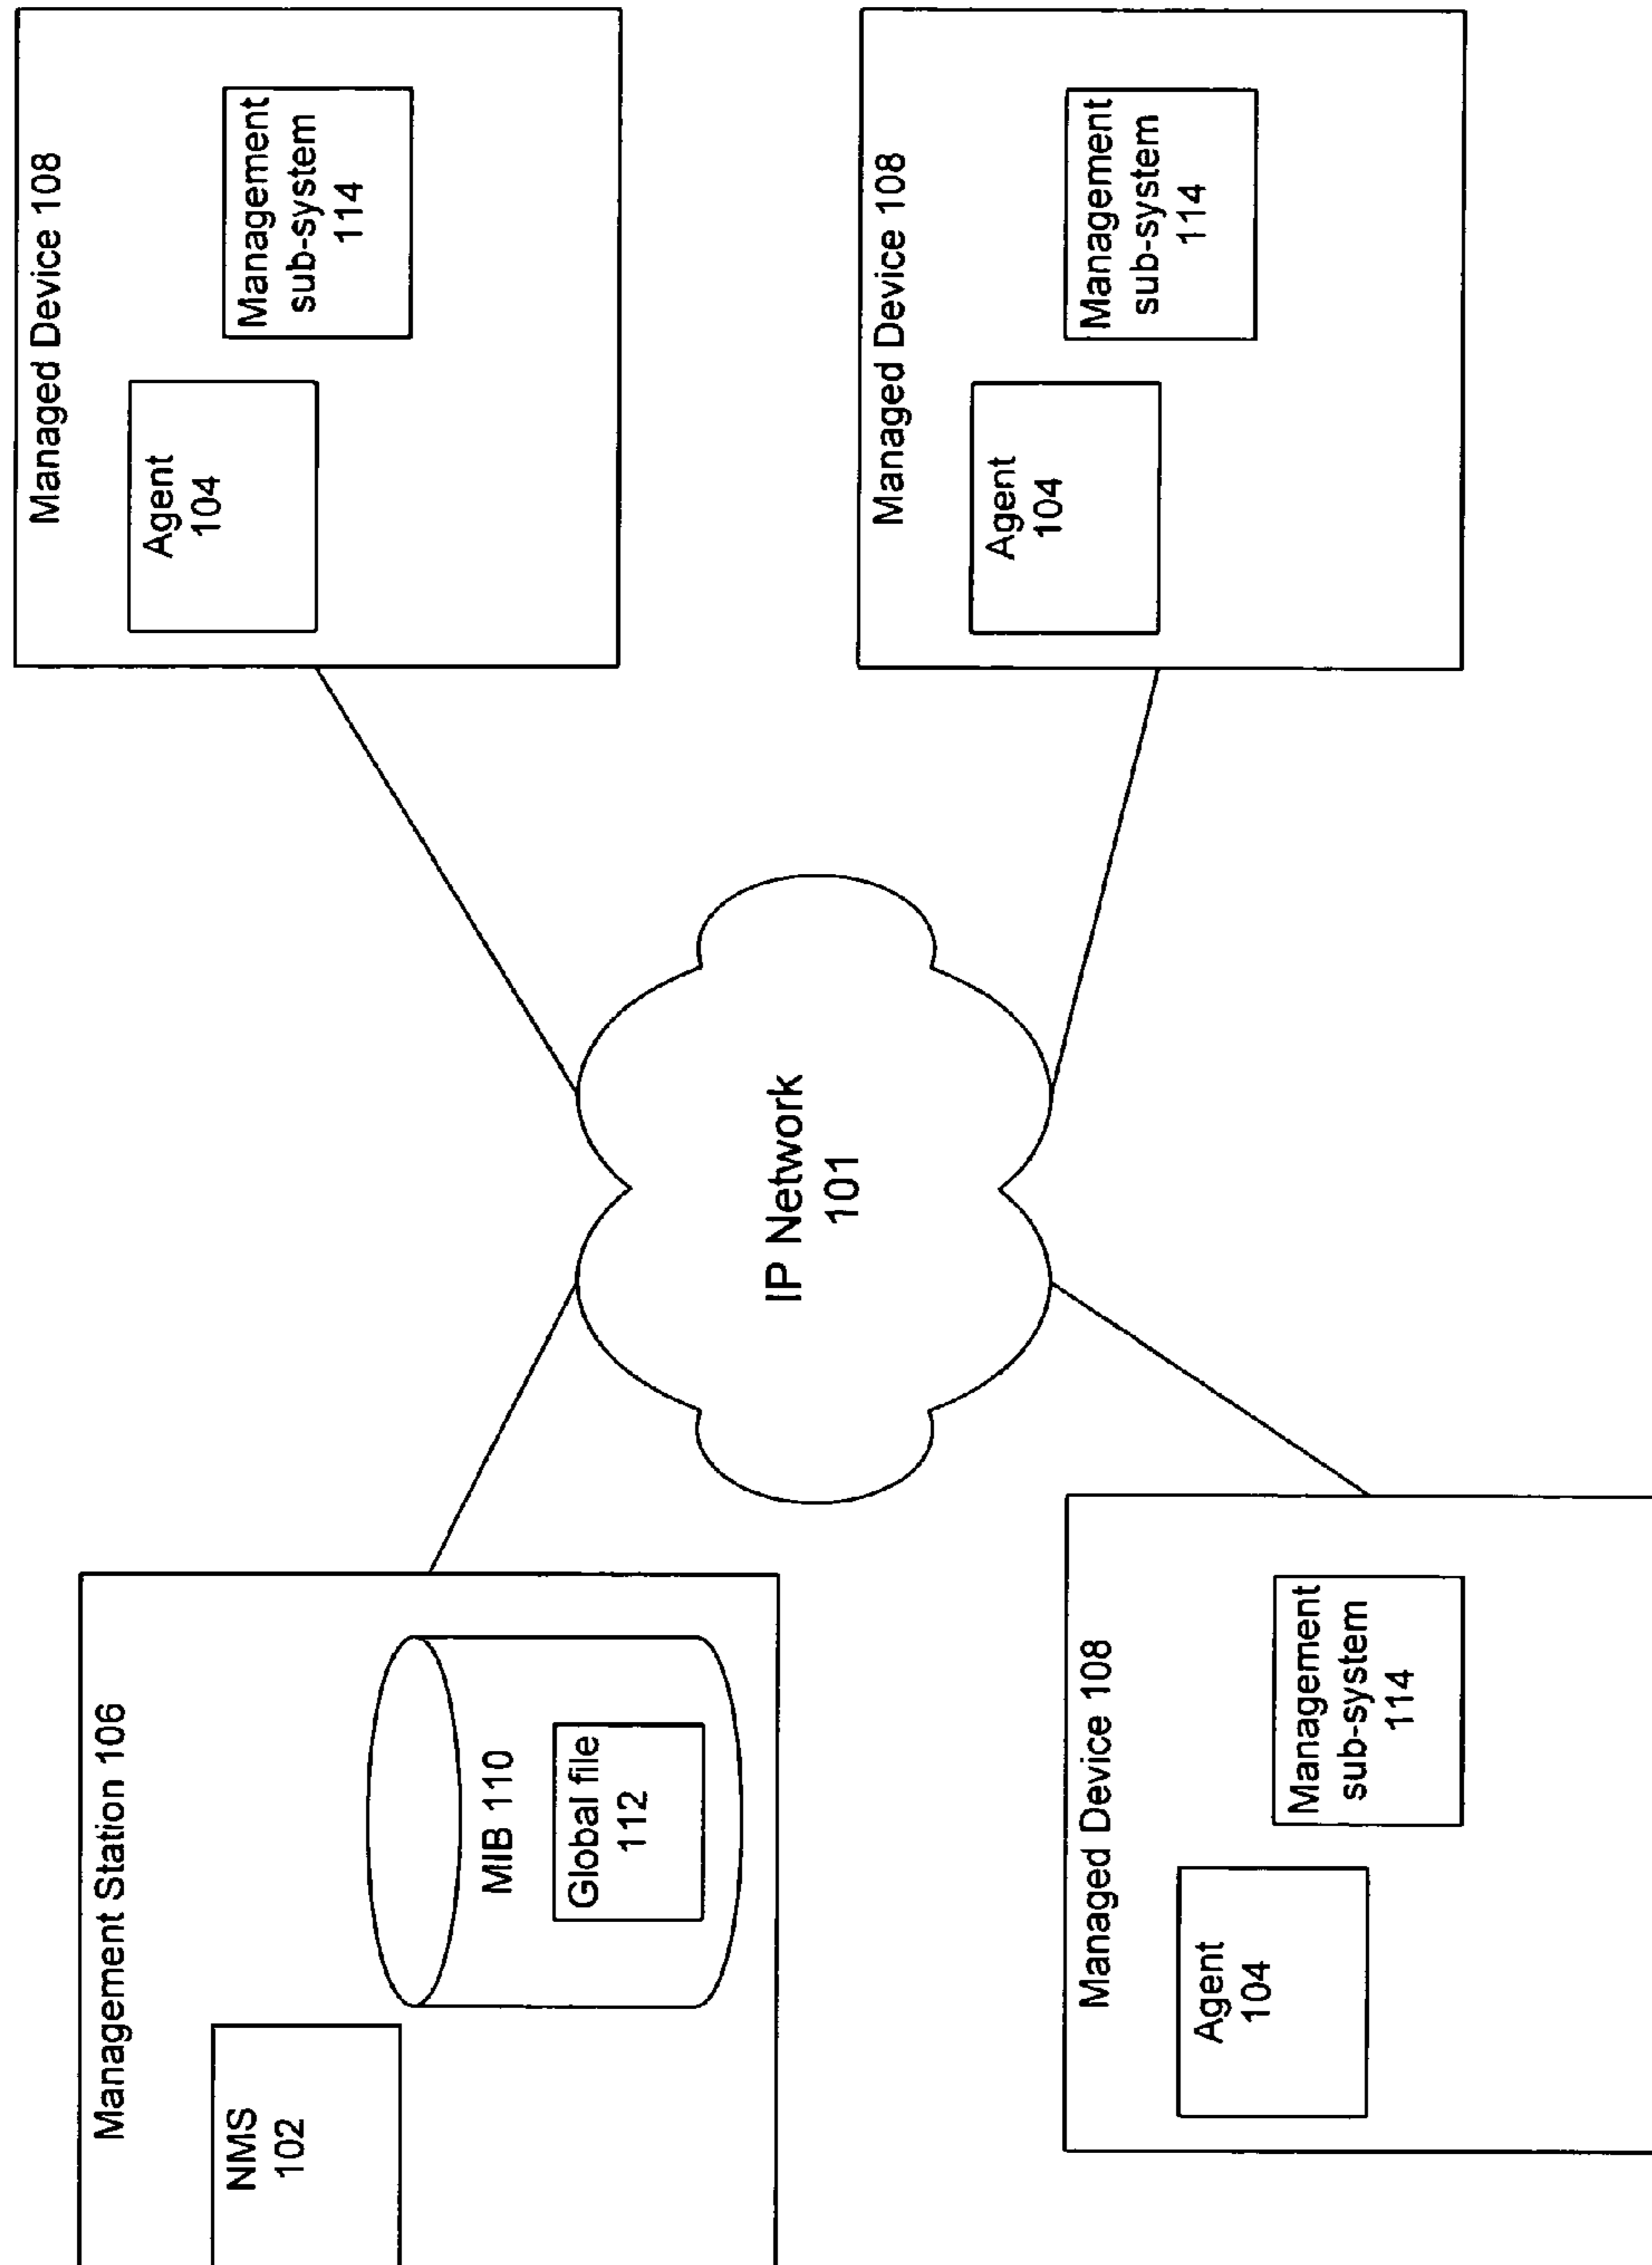 Management Station 106
NMS
102
MIB 110
Global file
112
Managed Device 108
Agent
104
Management
sub-system
114
IP Network
101
Managed Device 108
Agent
104
Management
sub-system
114
Managed Device 108
Agent
104
Management
sub-system
114